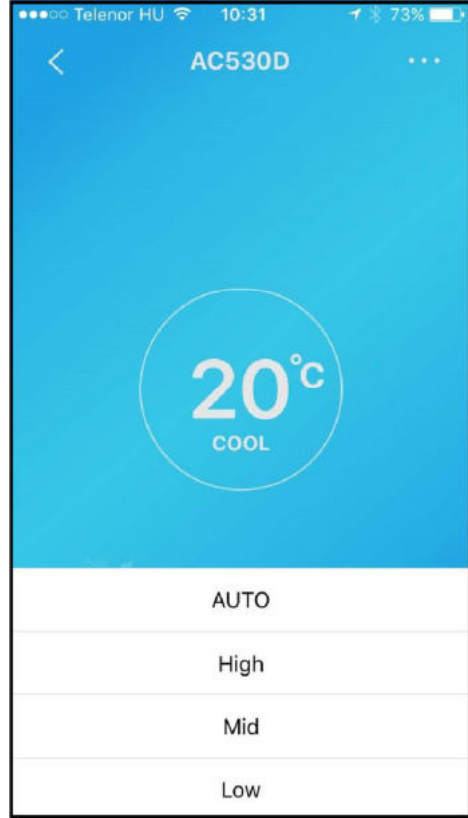 Telenor HU 10:31 73%
AC530D
20°C
COOL
AUTO
High
Mid
Low